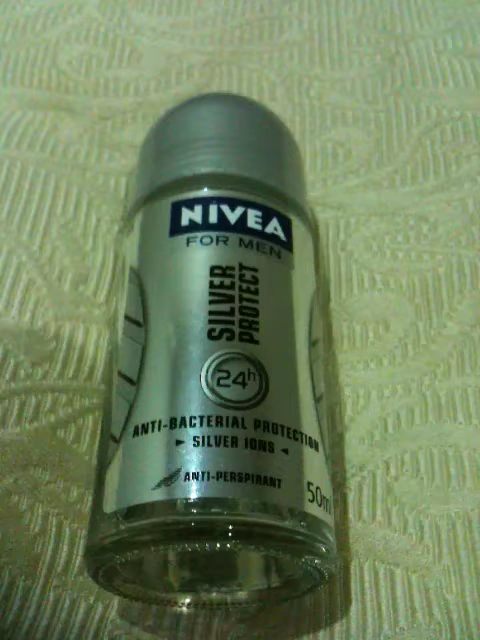 NIVEA
FOR MEN
SILVER
PROTECT
24h
ANTI-BACTERIAL PROTECTION
SILVER IONS
ANTI-PERSPIRANT
50ml